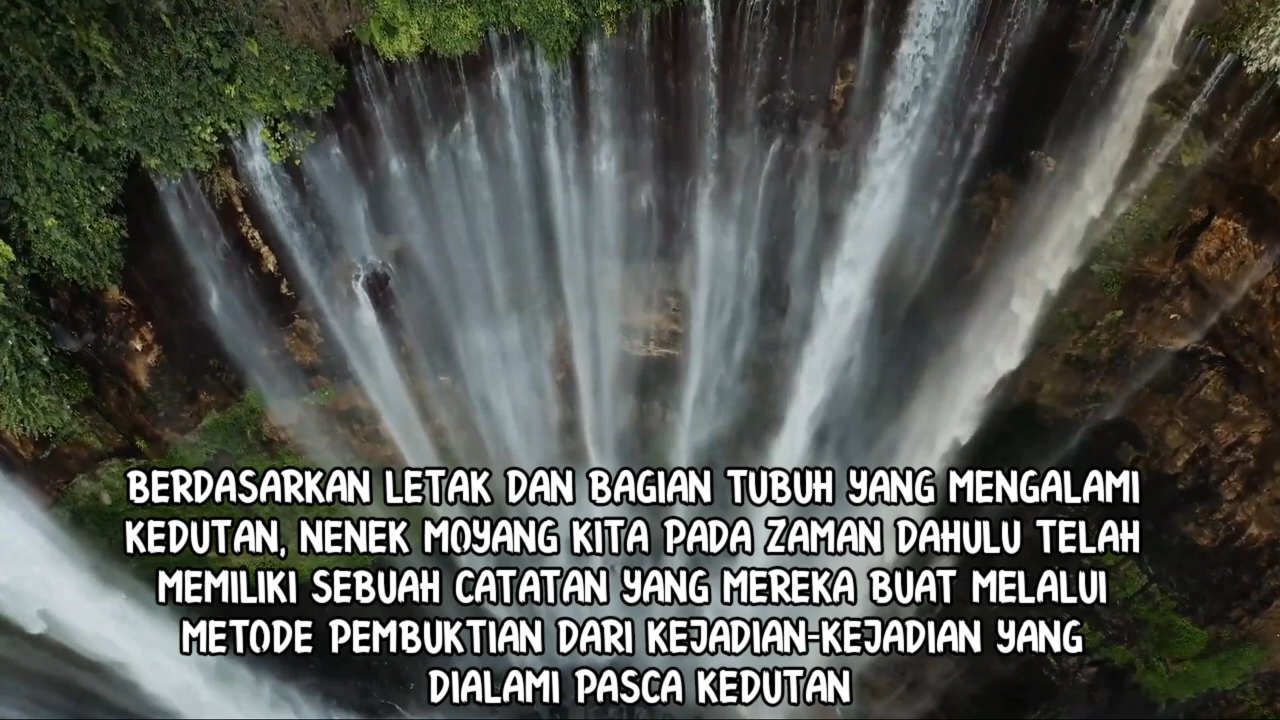 BERDASARKAN LETAK DAN BAGIAN TUBUH YANG MENGALAMI
KEDUTAN, NENEK MOYANG KITA PADA ZAMAN DAHULU TELAH
MEMILIKI SEBUAH CATATAN YANG MEREKA BUAT MELALUI
METODE PEMBUKTIAN DARI KEJADIAN-KEJADIAN YANG
DIALAMI PASCA KEDUTAN